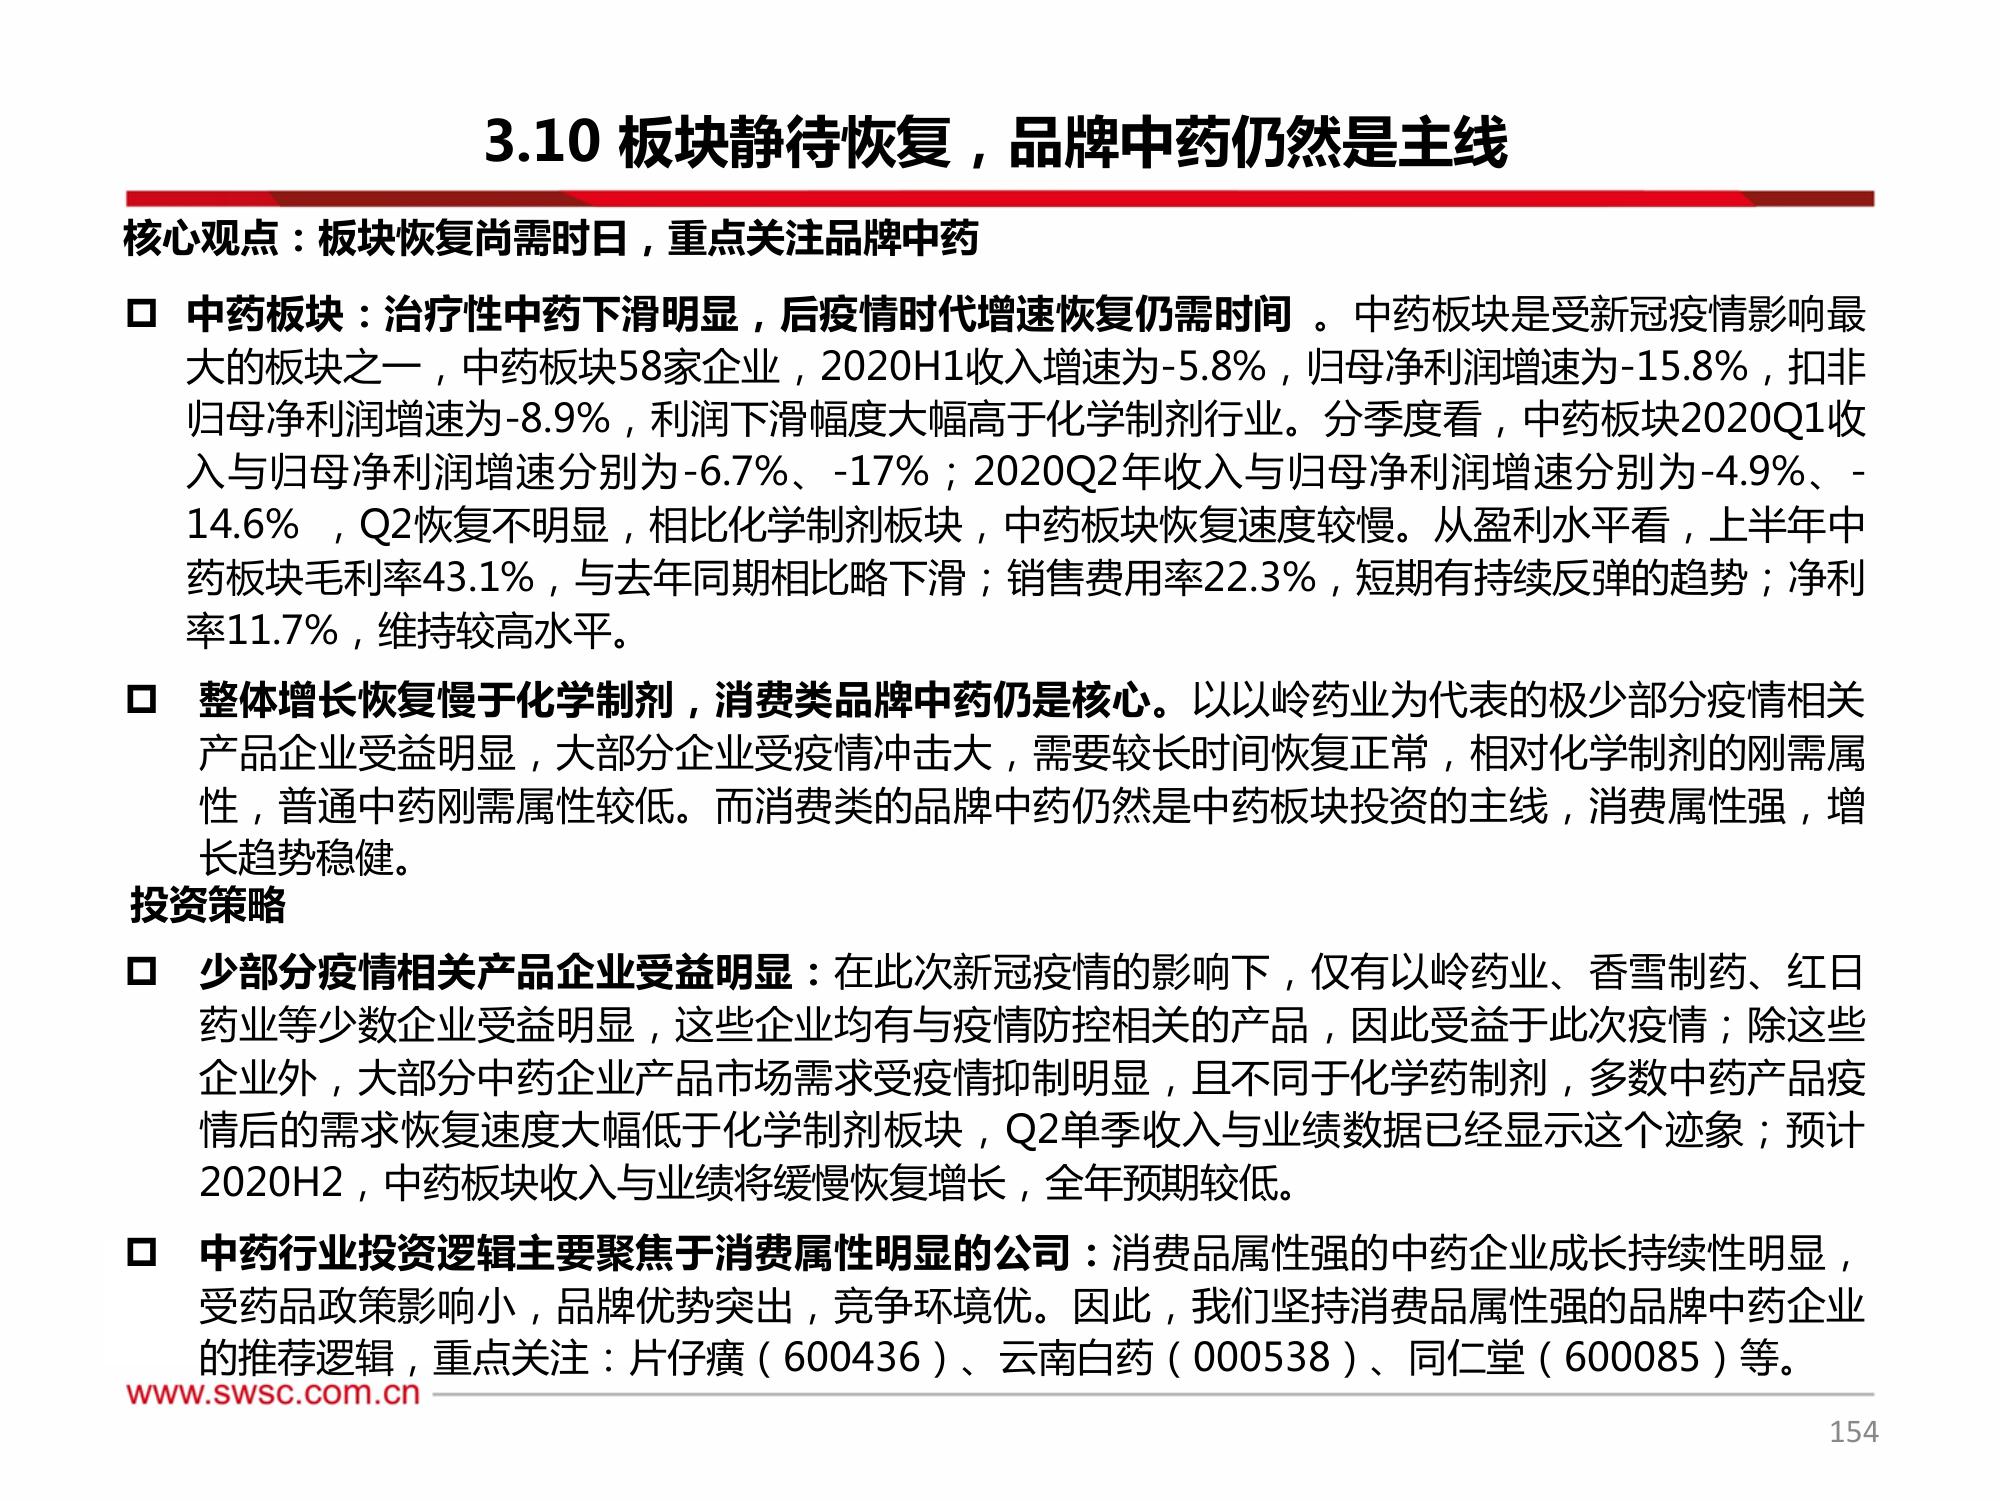 3.10 板块静待恢复，品牌中药仍然是主线
核心观点：板块恢复尚需时日，重点关注品牌中药
中药板块：治疗性中药下滑明显，后疫情时代增速恢复仍需时间 。中药板块是受新冠疫情影响最
大的板块之一，中药板块58家企业，2020H1收入增速为-5.8%，归母净利润增速为-15.8%，扣非
归母净利润增速为-8.9%，利润下滑幅度大幅高于化学制剂行业。分季度看，中药板块2020Q1收
入与归母净利润增速分别为-6.7%、-17%；2020Q2年收入与归母净利润增速分别为-4.9%、-
14.6% ，Q2恢复不明显，相比化学制剂板块，中药板块恢复速度较慢。从盈利水平看，上半年中
药板块毛利率43.1%，与去年同期相比略下滑；销售费用率22.3%，短期有持续反弹的趋势；净利
率11.7%，维持较高水平。
整体增长恢复慢于化学制剂，消费类品牌中药仍是核心。以以岭药业为代表的极少部分疫情相关
产品企业受益明显，大部分企业受疫情冲击大，需要较长时间恢复正常，相对化学制剂的刚需属
性，普通中药刚需属性较低。而消费类的品牌中药仍然是中药板块投资的主线，消费属性强，增
长趋势稳健。
投资策略
少部分疫情相关产品企业受益明显：在此次新冠疫情的影响下，仅有以岭药业、香雪制药、红日
药业等少数企业受益明显，这些企业均有与疫情防控相关的产品，因此受益于此次疫情；除这些
企业外，大部分中药企业产品市场需求受疫情抑制明显，且不同于化学药制剂，多数中药产品疫
情后的需求恢复速度大幅低于化学制剂板块，Q2单季收入与业绩数据已经显示这个迹象；预计
2020H2，中药板块收入与业绩将缓慢恢复增长，全年预期较低。
中药行业投资逻辑主要聚焦于消费属性明显的公司：消费品属性强的中药企业成长持续性明显，
受药品政策影响小，品牌优势突出，竞争环境优。因此，我们坚持消费品属性强的品牌中药企业
的推荐逻辑，重点关注：片仔癀（600436）、云南白药（000538）、同仁堂（600085）等。
www.swsc.com.cn
154